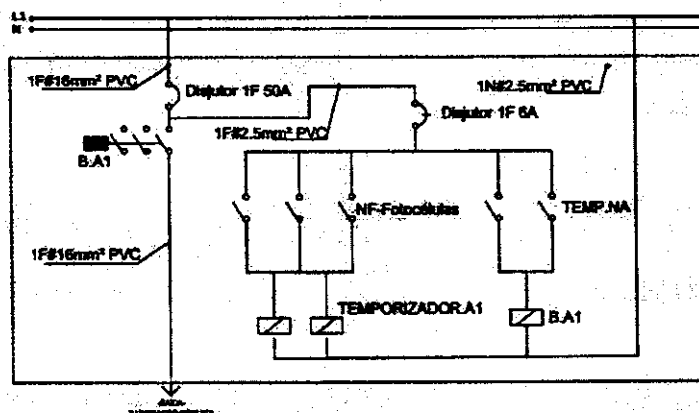 L1
N
1F#16mm² PVC
Disjutor 1F 50A
1N#2.5mm² PVC
1F#2.5mm² PVC
Disjutor 1F 6A
B.A1
NF-Fotocélulas
TEMP.NA
1F#16mm² PVC
TEMPORIZADOR.A1
B.A1